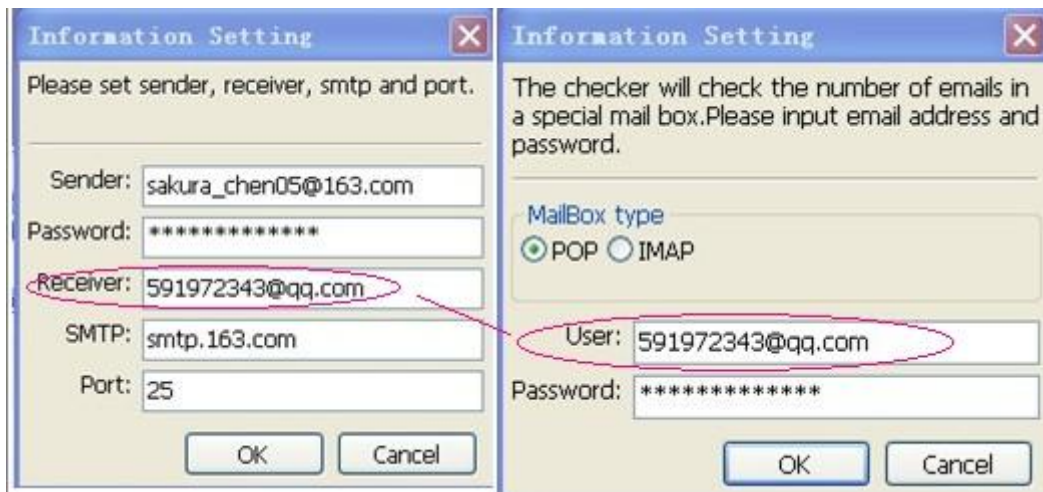 Information Setting
Please set sender, receiver, smtp and port.
Sender: sakura_chen05@163.com
Password: *************
Receiver: 591972343@qq.com
SMTP: smtp.163.com
Port: 25
OK Cancel
Information Setting
The checker will check the number of emails in
a special mail box.Please input email address and
password.
MailBox type
POP IMAP
User: 591972343@qq.com
Password: *************
OK Cancel